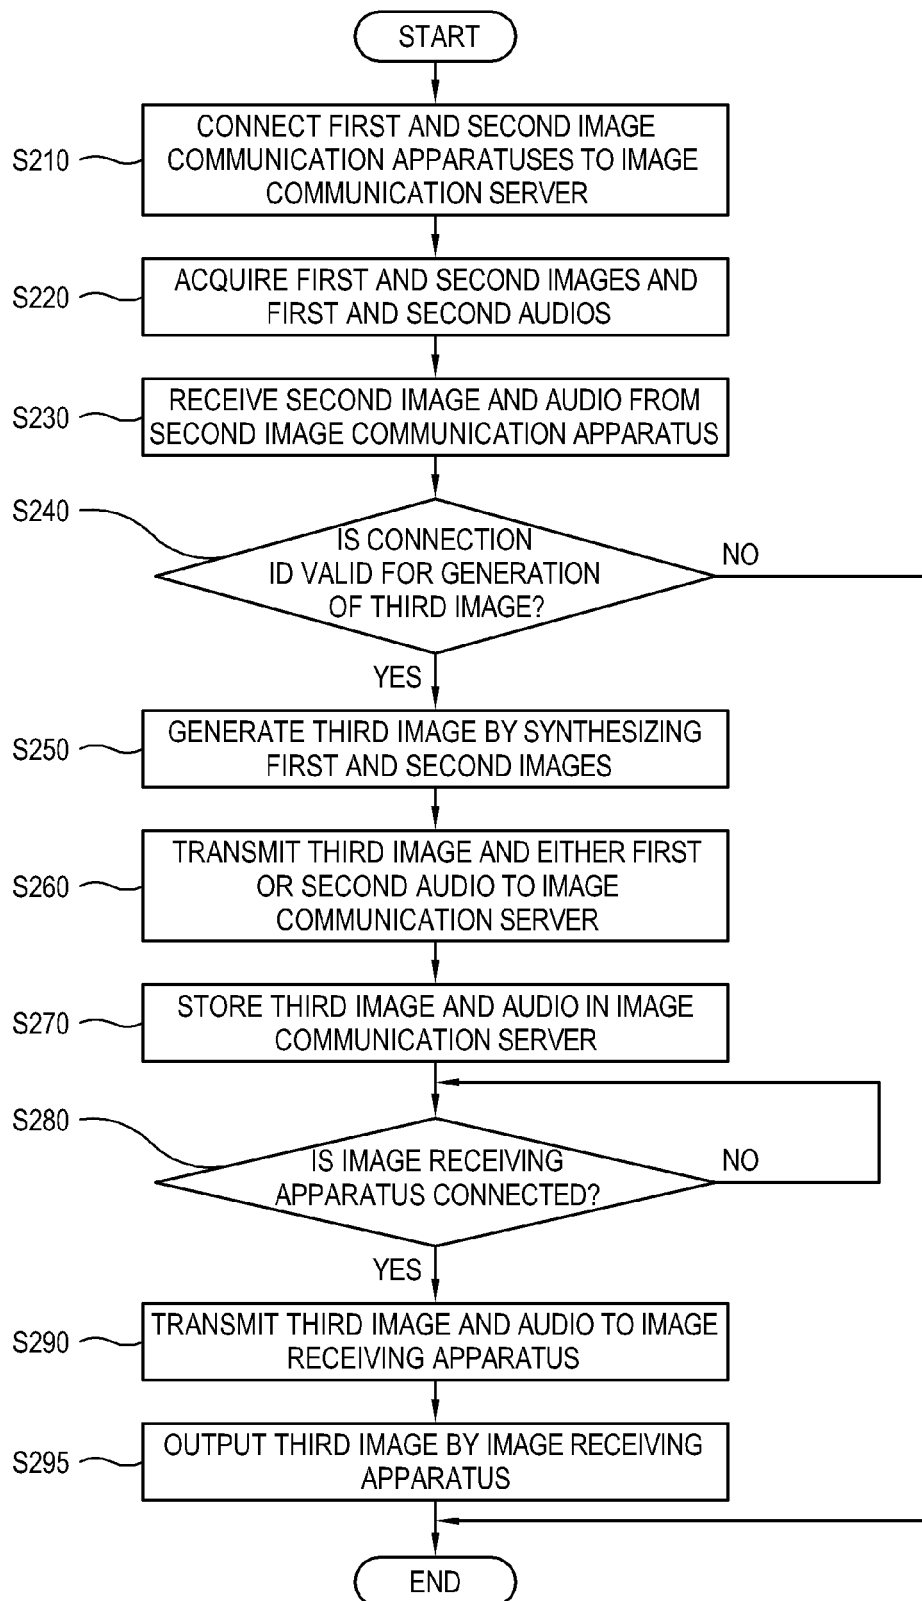 START
S210
CONNECT FIRST AND SECOND IMAGE
COMMUNICATION APPARATUSES TO IMAGE
COMMUNICATION SERVER
S220
ACQUIRE FIRST AND SECOND IMAGES AND
FIRST AND SECOND AUDIOS
S230
RECEIVE SECOND IMAGE AND AUDIO FROM
SECOND IMAGE COMMUNICATION APPARATUS
S240
IS CONNECTION
ID VALID FOR GENERATION
OF THIRD IMAGE?
NO
YES
S250
GENERATE THIRD IMAGE BY SYNTHESIZING
FIRST AND SECOND IMAGES
S260
TRANSMIT THIRD IMAGE AND EITHER FIRST
OR SECOND AUDIO TO IMAGE
COMMUNICATION SERVER
S270
STORE THIRD IMAGE AND AUDIO IN IMAGE
COMMUNICATION SERVER
S280
IS IMAGE RECEIVING
APPARATUS CONNECTED?
NO
YES
S290
TRANSMIT THIRD IMAGE AND AUDIO TO IMAGE
RECEIVING APPARATUS
S295
OUTPUT THIRD IMAGE BY IMAGE RECEIVING
APPARATUS
END